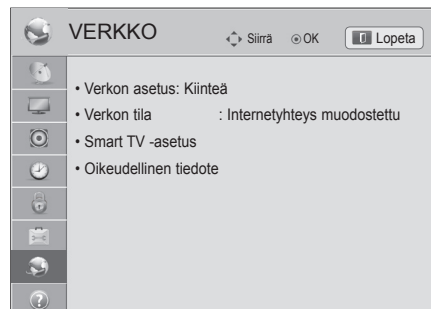 VERKKO
Siirrä
OK
Lopeta
• Verkon asetus: Kiinteä
• Verkon tila : Internetyhteys muodostettu
• Smart TV -asetus
• Oikeudellinen tiedote